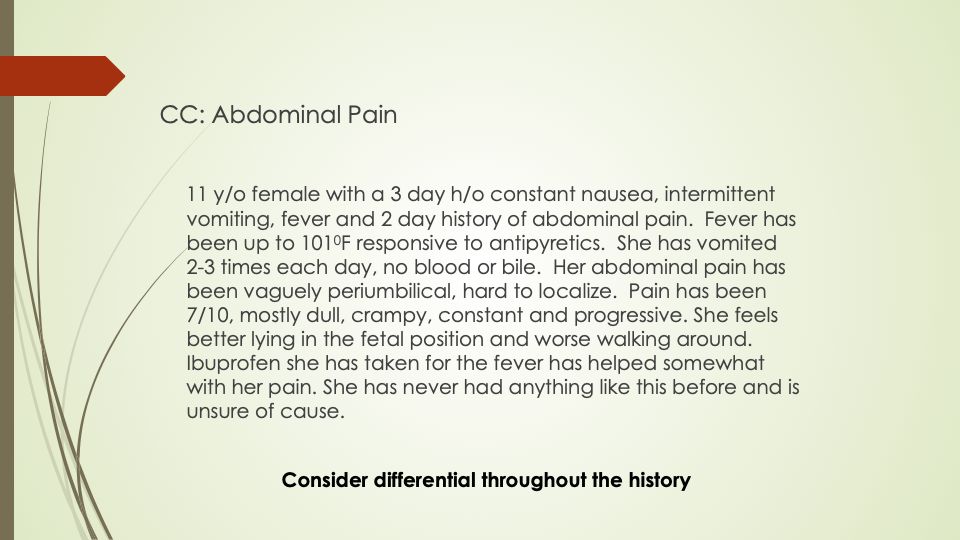 CC: Abdominal Pain
11 y/o female with a 3 day h/o constant nausea, intermittent
vomiting, fever and 2 day history of abdominal pain.  Fever has
been up to 101⁰F responsive to antipyretics.  She has vomited
2-3 times each day, no blood or bile.  Her abdominal pain has
been vaguely periumbilical, hard to localize.  Pain has been
7/10, mostly dull, crampy, constant and progressive. She feels
better lying in the fetal position and worse walking around.
Ibuprofen she has taken for the fever has helped somewhat
with her pain. She has never had anything like this before and is
unsure of cause.
Consider differential throughout the history